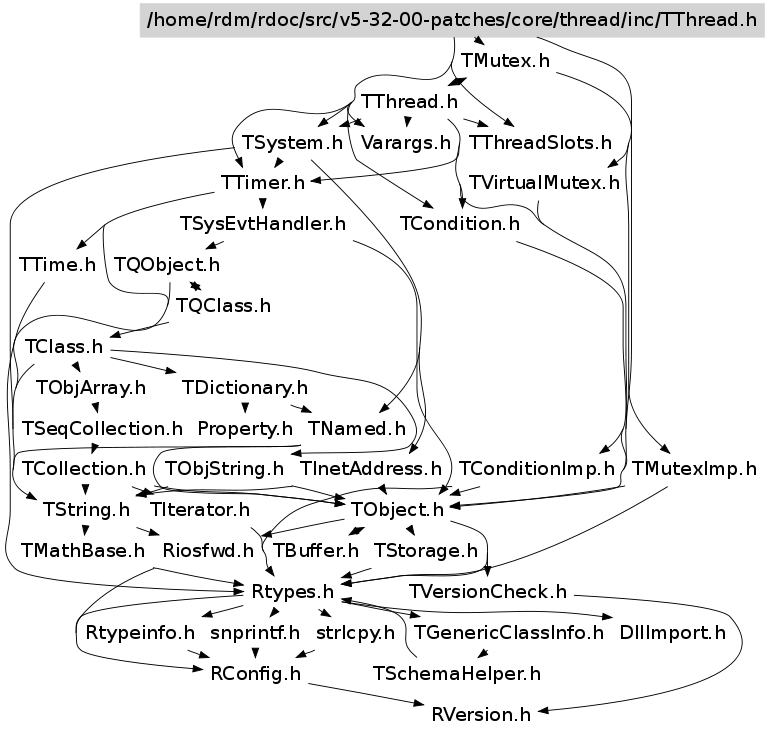 /home/rdm/rdoc/src/v5-32-00-patches/core/thread/inc/TThread.h
TMutex.h
TThread.h
TSystem.h Varargs.h TThreadSlots.h
TTimer.h TVirtualMutex.h
TSysEvtHandler.h TCondition.h
TTime.h TQObject.h
TQClass.h
TClass.h
TObjArray.h TDictionary.h
TSeqCollection.h Property.h TNamed.h
TCollection.h TObjString.h TInetAddress.h TConditionImp.h TMutexImp.h
TString.h TIterator.h TObject.h
TMathBase.h Riosfwd.h TBuffer.h TStorage.h
Rtypes.h TVersionCheck.h
Rtypeinfo.h snprintf.h strlcpy.h TGenericClassInfo.h DllImport.h
RConfig.h TSchemaHelper.h
RVersion.h